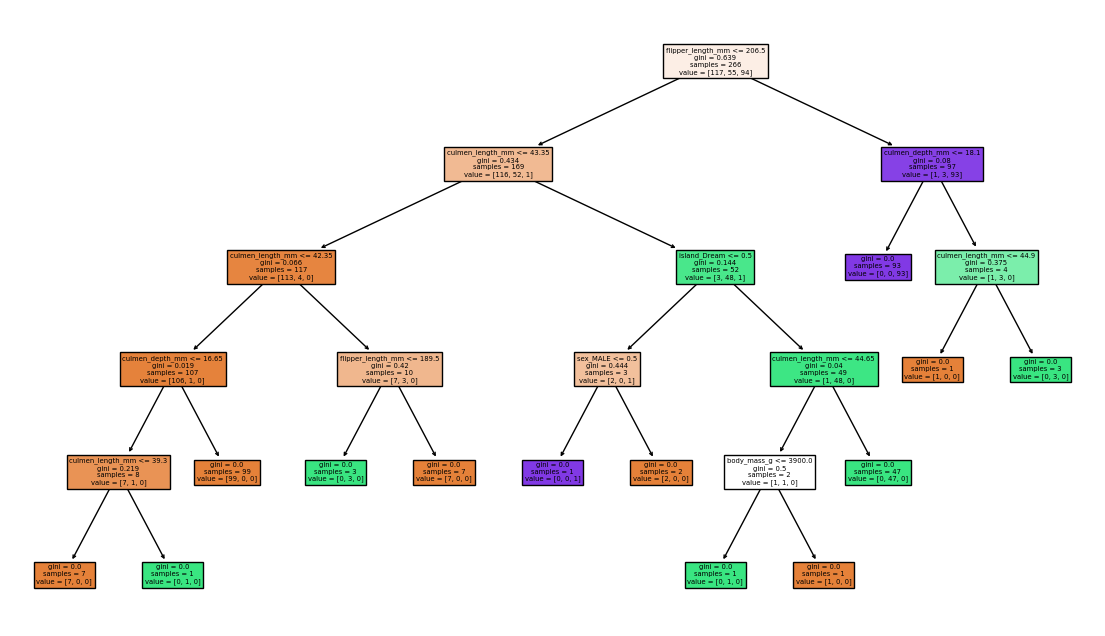 flipper_length_mm <= 206.5
gini = 0.639
samples = 266
value = [117, 55, 94]
culmen_length_mm <= 43.35
gini = 0.434
samples = 169
value = [116, 52, 1]
culmen_depth_mm <= 18.1
gini = 0.08
samples = 97
value = [1, 3, 93]
culmen_length_mm <= 42.35
gini = 0.066
samples = 117
value = [113, 4, 0]
island_Dream <= 0.5
gini = 0.144
samples = 52
value = [3, 48, 1]
gini = 0.0
samples = 93
value = [0, 0, 93]
culmen_length_mm <= 44.9
gini = 0.375
samples = 4
value = [1, 3, 0]
culmen_depth_mm <= 16.65
gini = 0.019
samples = 107
value = [106, 1, 0]
flipper_length_mm <= 189.5
gini = 0.42
samples = 10
value = [7, 3, 0]
sex_MALE <= 0.5
gini = 0.444
samples = 3
value = [2, 0, 1]
culmen_length_mm <= 44.65
gini = 0.04
samples = 49
value = [1, 48, 0]
gini = 0.0
samples = 1
value = [1, 0, 0]
gini = 0.0
samples = 3
value = [0, 3, 0]
culmen_length_mm <= 39.3
gini = 0.219
samples = 8
value = [7, 1, 0]
gini = 0.0
samples = 99
value = [99, 0, 0]
gini = 0.0
samples = 3
value = [0, 3, 0]
gini = 0.0
samples = 7
value = [7, 0, 0]
gini = 0.0
samples = 1
value = [0, 0, 1]
gini = 0.0
samples = 2
value = [2, 0, 0]
body_mass_g <= 3900.0
gini = 0.5
samples = 2
value = [1, 1, 0]
gini = 0.0
samples = 47
value = [0, 47, 0]
gini = 0.0
samples = 7
value = [7, 0, 0]
gini = 0.0
samples = 1
value = [0, 1, 0]
gini = 0.0
samples = 1
value = [0, 1, 0]
gini = 0.0
samples = 1
value = [1, 0, 0]